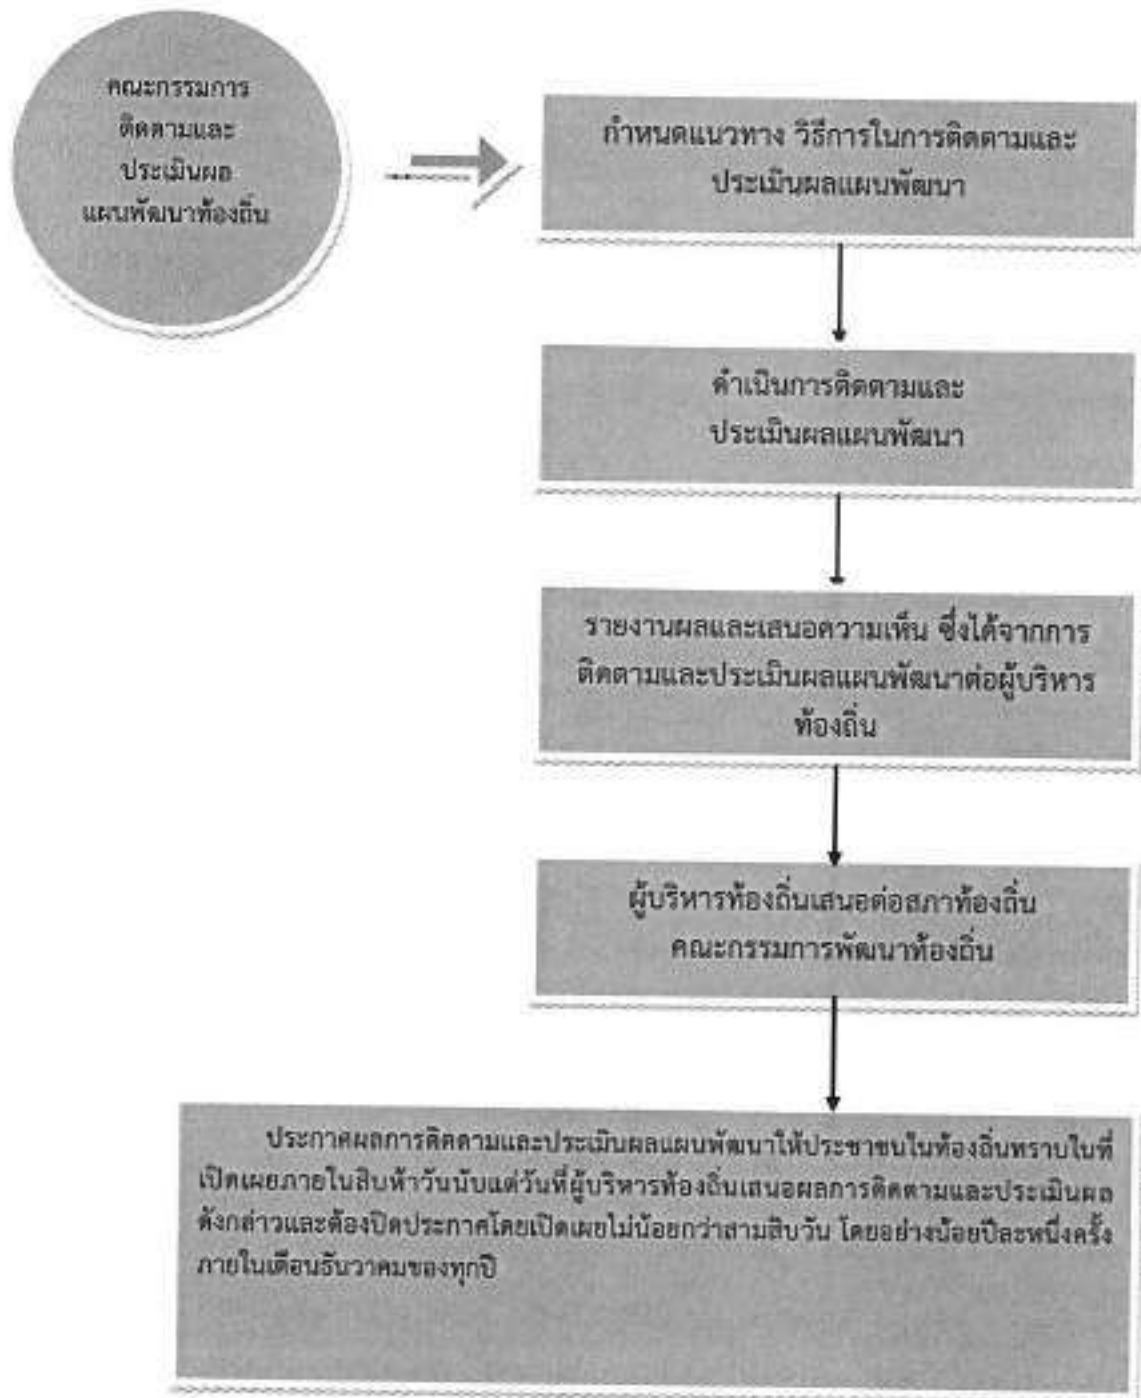 คณะกรรมการ
ติดตามและ
ประเมินผล
แผนพัฒนาท้องถิ่น
กำหนดแนวทาง วิธีการในการติดตามและ
ประเมินผลแผนพัฒนา
ดำเนินการติดตามและ
ประเมินผลแผนพัฒนา
รายงานผลและเสนอความเห็น ซึ่งได้จากการ
ติดตามและประเมินผลแผนพัฒนาต่อผู้บริหาร
ท้องถิ่น
ผู้บริหารท้องถิ่นเสนอต่อสภาท้องถิ่น
คณะกรรมการพัฒนาท้องถิ่น
ประกาศผลการติดตามและประเมินผลแผนพัฒนาให้ประชาชนในท้องถิ่นทราบในที่
เปิดเผยภายในสิบห้าวันนับแต่วันที่ผู้บริหารท้องถิ่นเสนอผลการติดตามและประเมินผล
ดังกล่าวและต้องปิดประกาศโดยเปิดเผยไม่น้อยกว่าสามสิบวัน โดยอย่างน้อยปีละหนึ่งครั้ง
ภายในเดือนธันวาคมของทุกปี